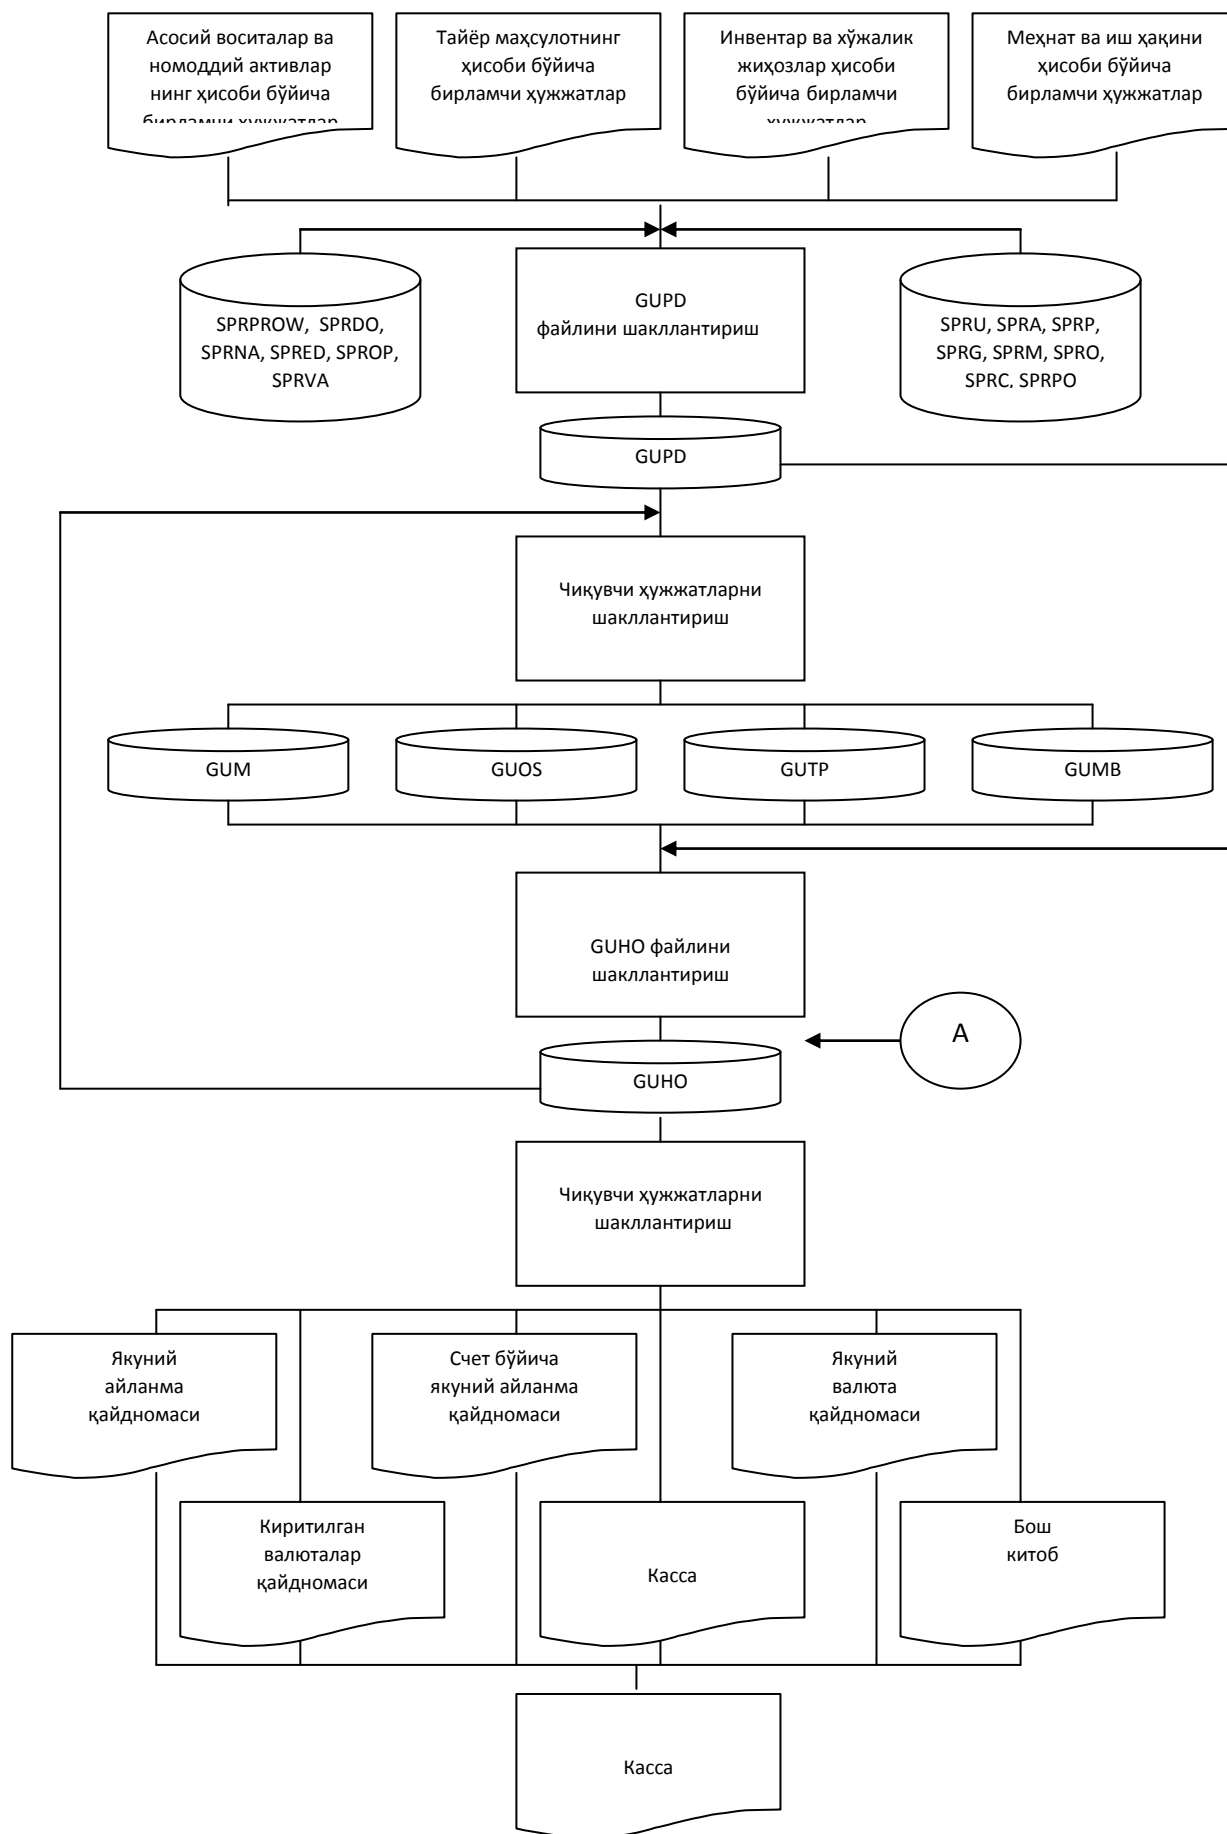 Асосий воситалар ва
номоддий активлар
нинг ҳисоби бўйича
бирламчи ҳужжатлар
Тайёр маҳсулотнинг
ҳисоби бўйича
бирламчи ҳужжатлар
Инвентар ва хўжалик
жиҳозлар ҳисоби
бўйича бирламчи
ҳужжатлар
Меҳнат ва иш ҳақини
ҳисоби бўйича
бирламчи ҳужжатлар
SPRPROW, SPRDO,
SPRNA, SPRED, SPROP,
SPRVA
GUPD
файлини шакллантириш
SPRU, SPRA, SPRP,
SPRG, SPRM, SPRO,
SPRC, SPRPO
GUPD
Чиқувчи ҳужжатларни
шакллантириш
GUM
GUOS
GUTP
GUMB
GUHO файлини
шакллантириш
A
GUHO
Чиқувчи ҳужжатларни
шакллантириш
Якуний
айланма
қайдномаси
Счет бўйича
якуний айланма
қайдномаси
Якуний
валюта
қайдномаси
Киритилган
валюталар
қайдномаси
Касса
Бош
китоб
Касса